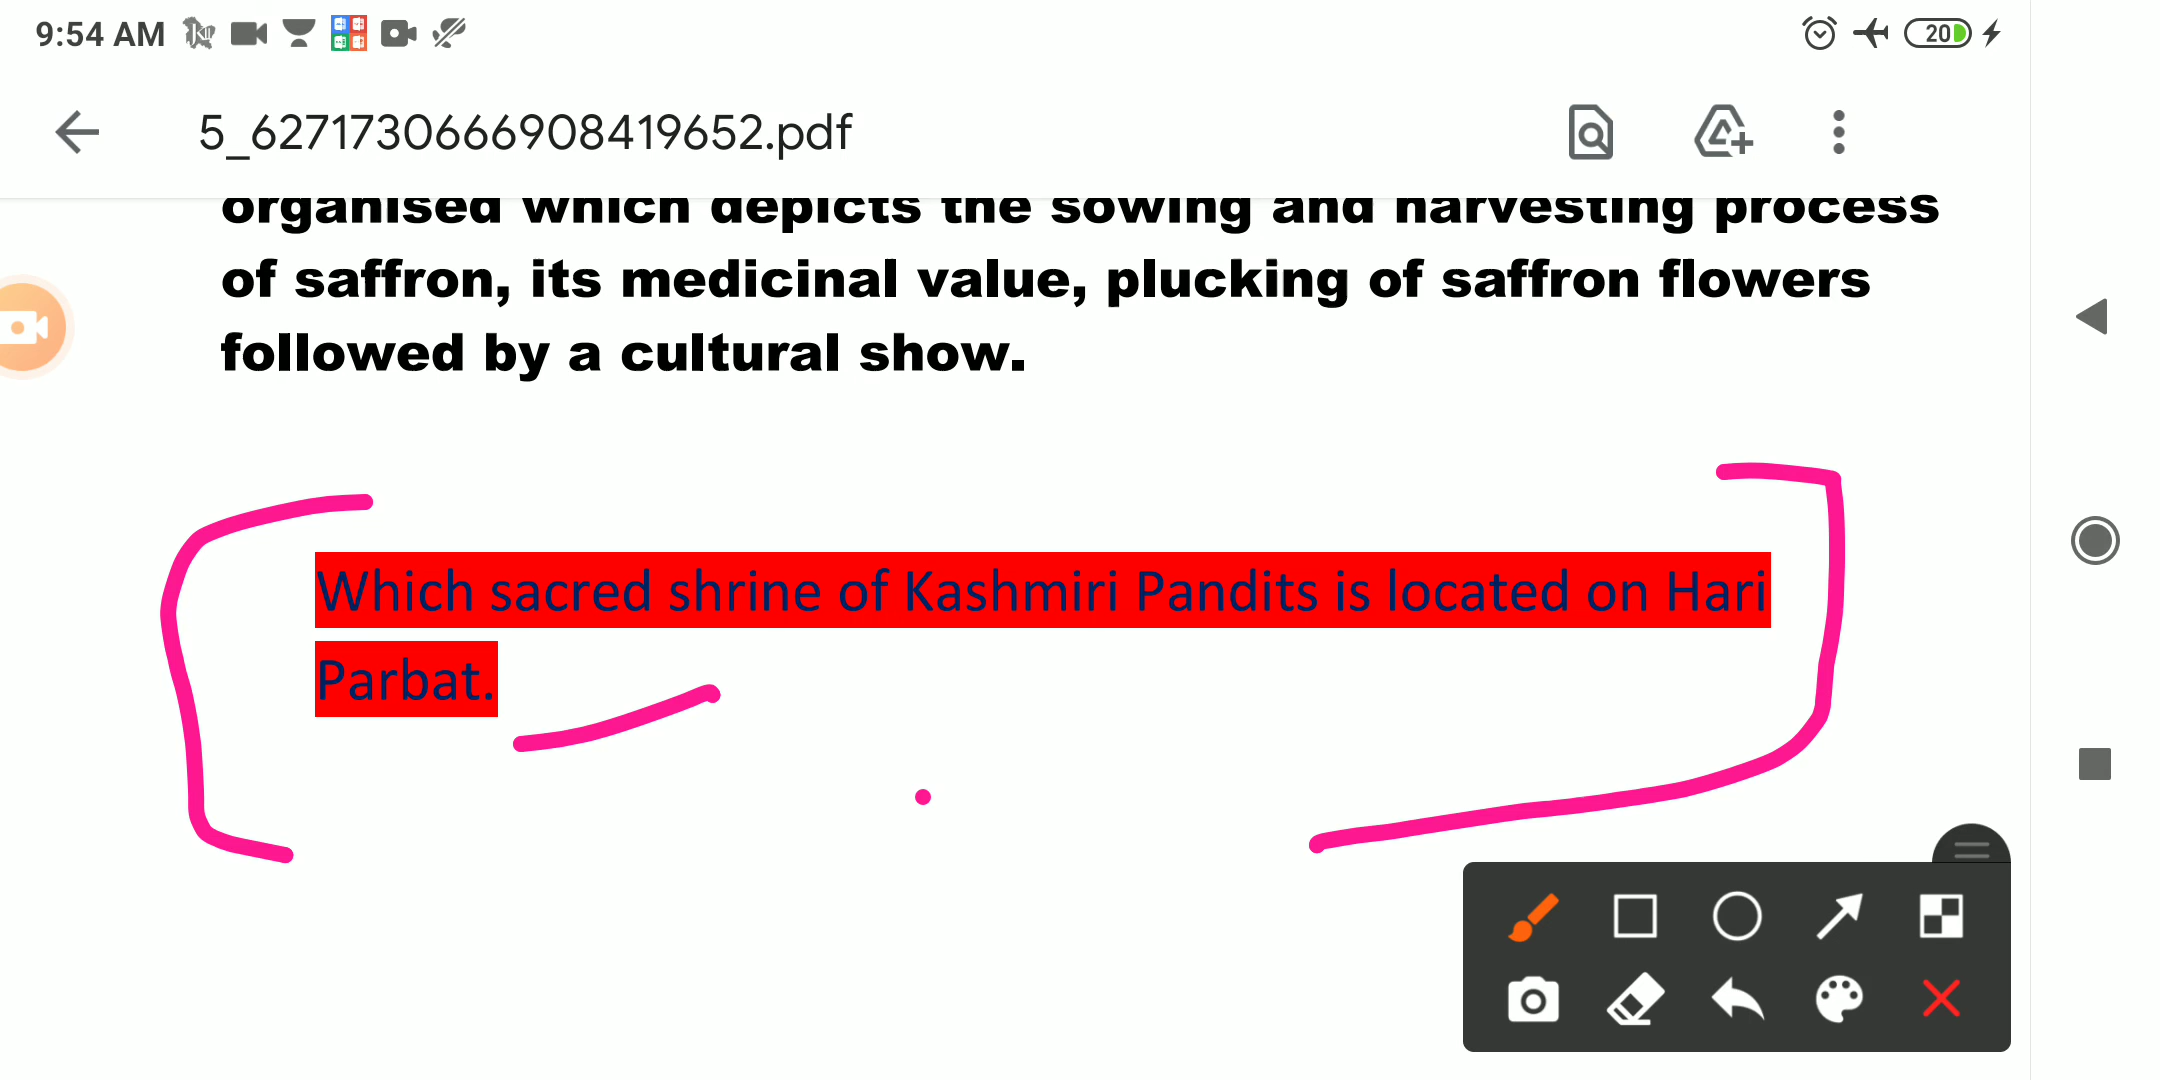 9:54 AM
20
5_6271730666908419652.pdf
organised which depicts the sowing and harvesting process
of saffron, its medicinal value, plucking of saffron flowers
followed by a cultural show.
Which sacred shrine of Kashmiri Pandits is located on Hari
Parbat.